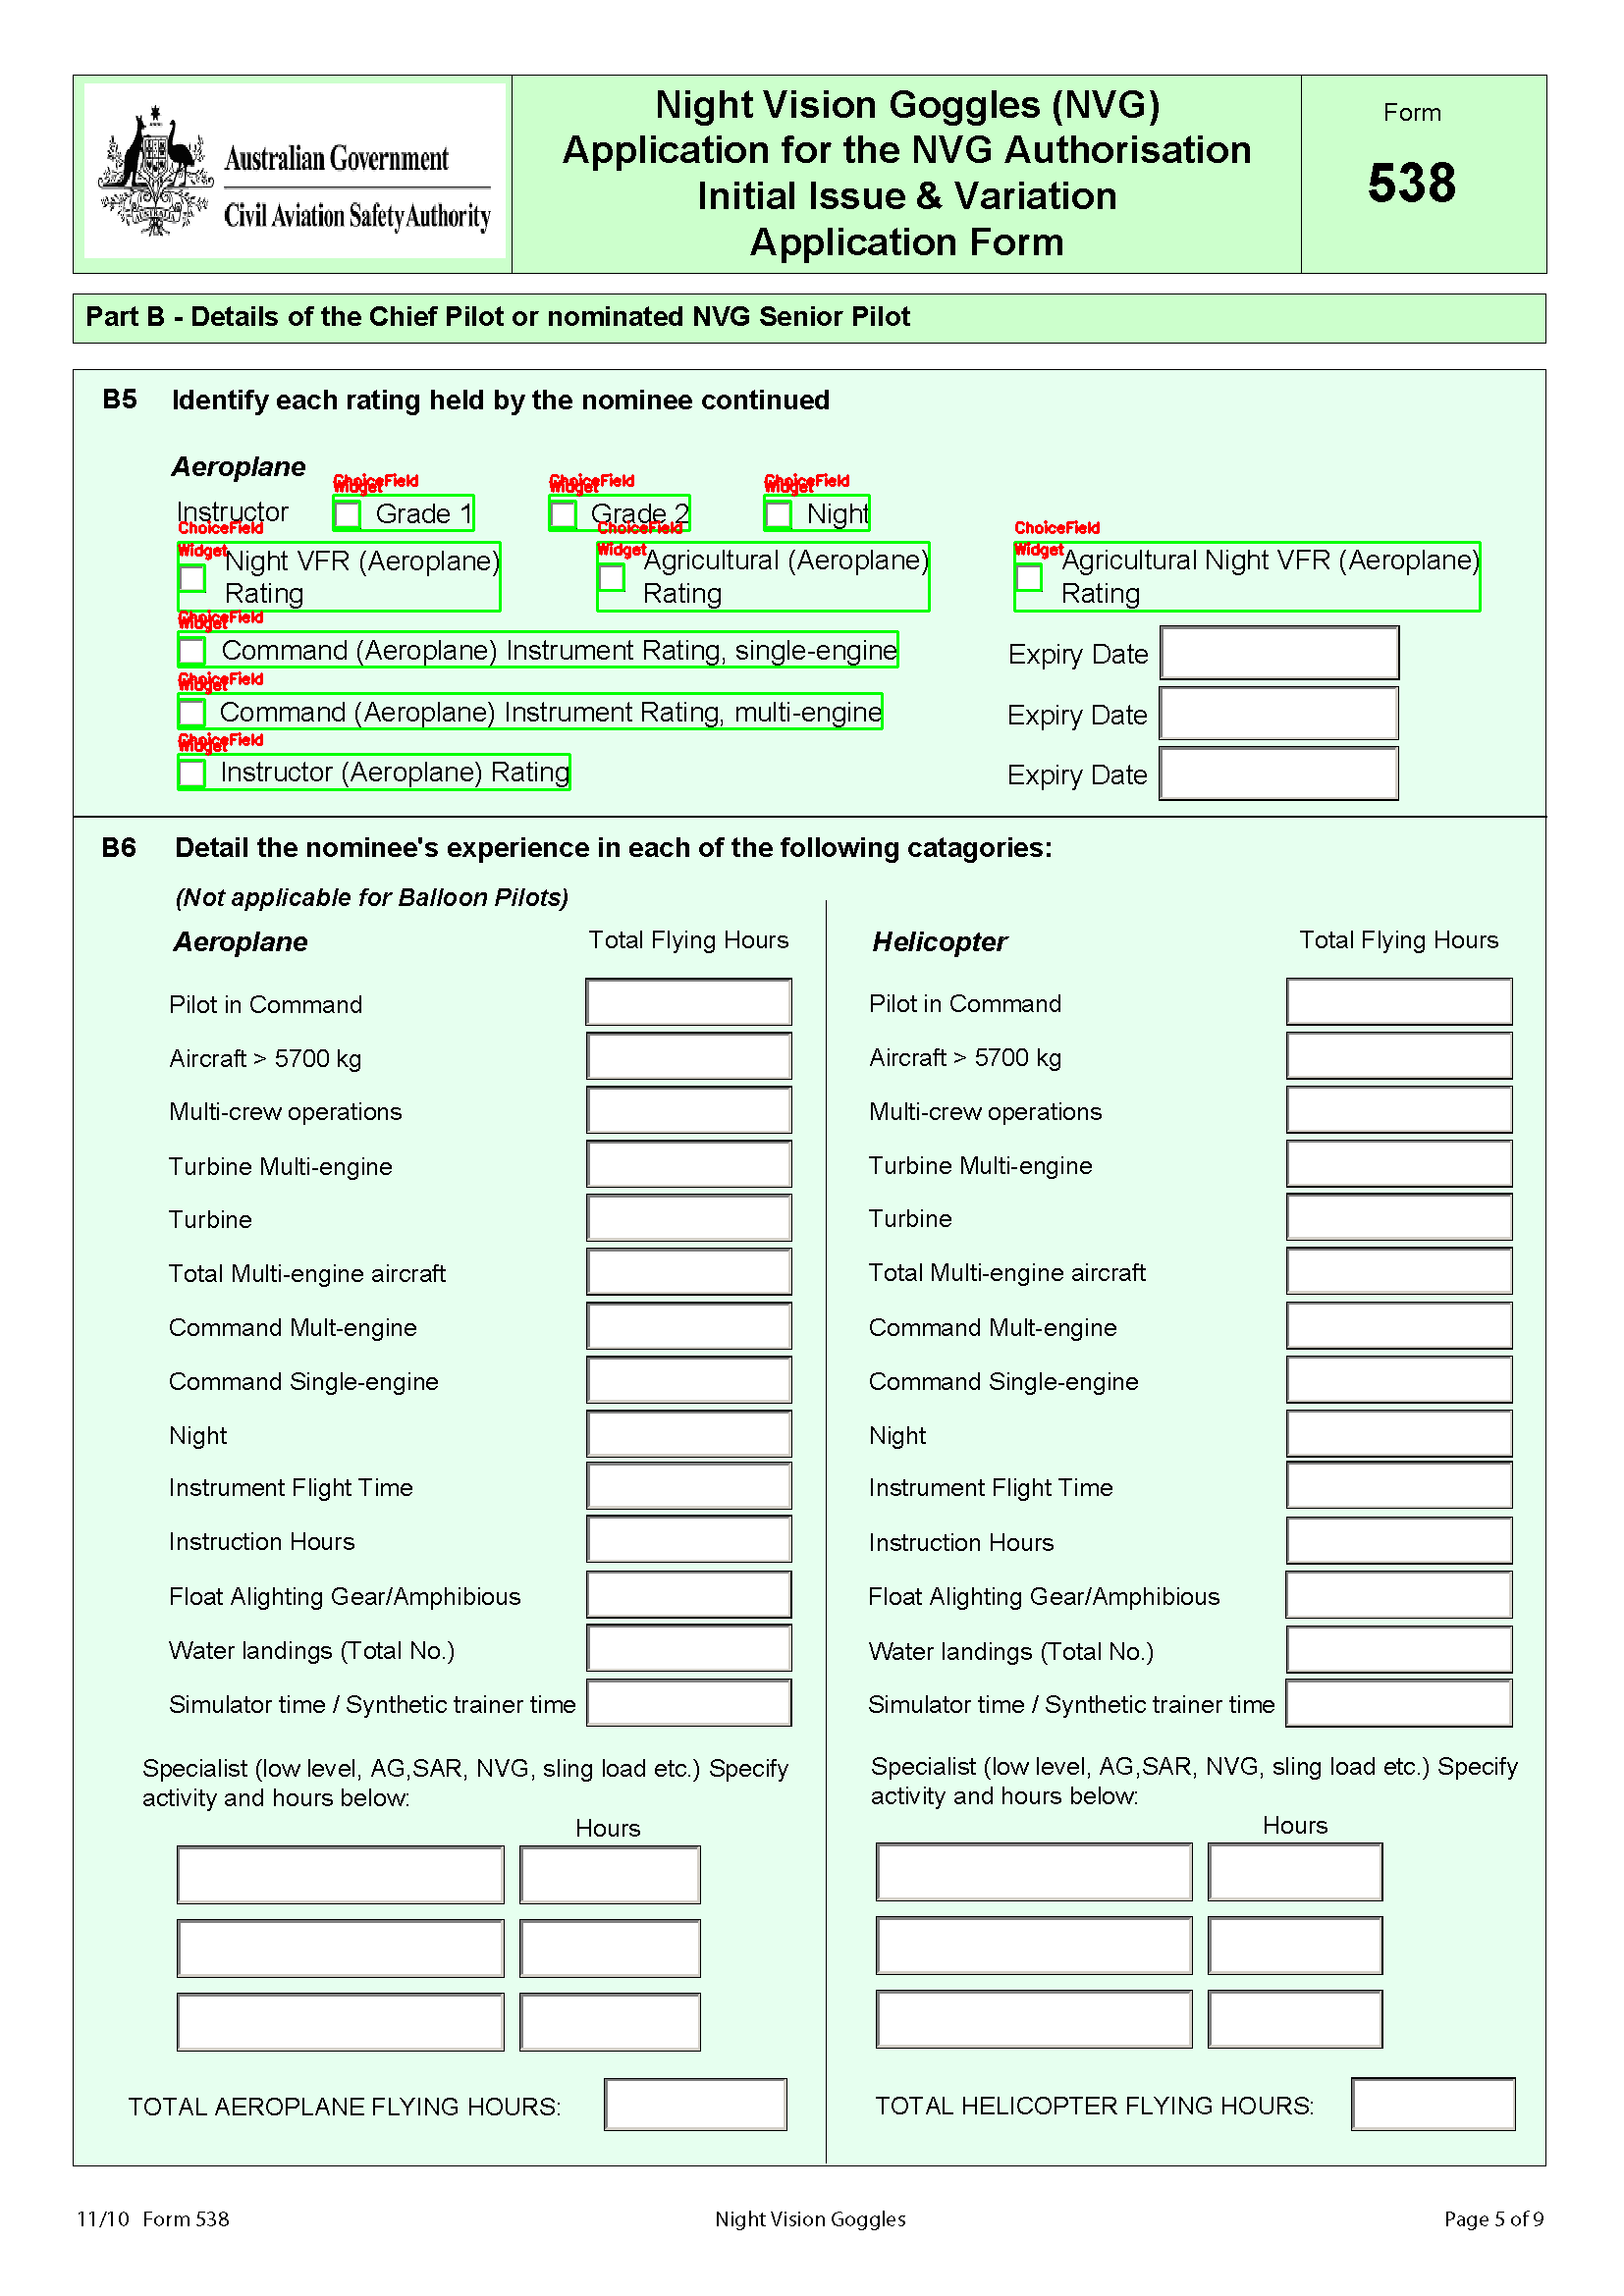 Australian Government
Civil Aviation Safety Authority
Night Vision Goggles (NVG)
Application for the NVG Authorisation
Initial Issue & Variation
Application Form
Form
538
Part B - Details of the Chief Pilot or nominated NVG Senior Pilot
B5 Identify each rating held by the nominee continued
Aeroplane
ChoiceField ChoiceField ChoiceField
Widget Widget Widget
Instructor Grade 1 Grade 2 Night
ChoiceField ChoiceField ChoiceField
Widget Widget Widget
Night VFR (Aeroplane) Agricultural (Aeroplane) Agricultural Night VFR (Aeroplane)
Rating Rating Rating
ChoiceField
Widget
Command (Aeroplane) Instrument Rating, single-engine Expiry Date
ChoiceField
Widget
Command (Aeroplane) Instrument Rating, multi-engine Expiry Date
ChoiceField
Widget
Instructor (Aeroplane) Rating Expiry Date
B6 Detail the nominee's experience in each of the following catagories:
(Not applicable for Balloon Pilots)
Aeroplane Total Flying Hours
Pilot in Command
Aircraft > 5700 kg
Multi-crew operations
Turbine Multi-engine
Turbine
Total Multi-engine aircraft
Command Mult-engine
Command Single-engine
Night
Instrument Flight Time
Instruction Hours
Float Alighting Gear/Amphibious
Water landings (Total No.)
Simulator time / Synthetic trainer time
Specialist (low level, AG,SAR, NVG, sling load etc.) Specify
activity and hours below:
Hours
TOTAL AEROPLANE FLYING HOURS:
Helicopter Total Flying Hours
Pilot in Command
Aircraft > 5700 kg
Multi-crew operations
Turbine Multi-engine
Turbine
Total Multi-engine aircraft
Command Mult-engine
Command Single-engine
Night
Instrument Flight Time
Instruction Hours
Float Alighting Gear/Amphibious
Water landings (Total No.)
Simulator time / Synthetic trainer time
Specialist (low level, AG,SAR, NVG, sling load etc.) Specify
activity and hours below:
Hours
TOTAL HELICOPTER FLYING HOURS:
11/10 Form 538 Night Vision Goggles Page 5 of 9